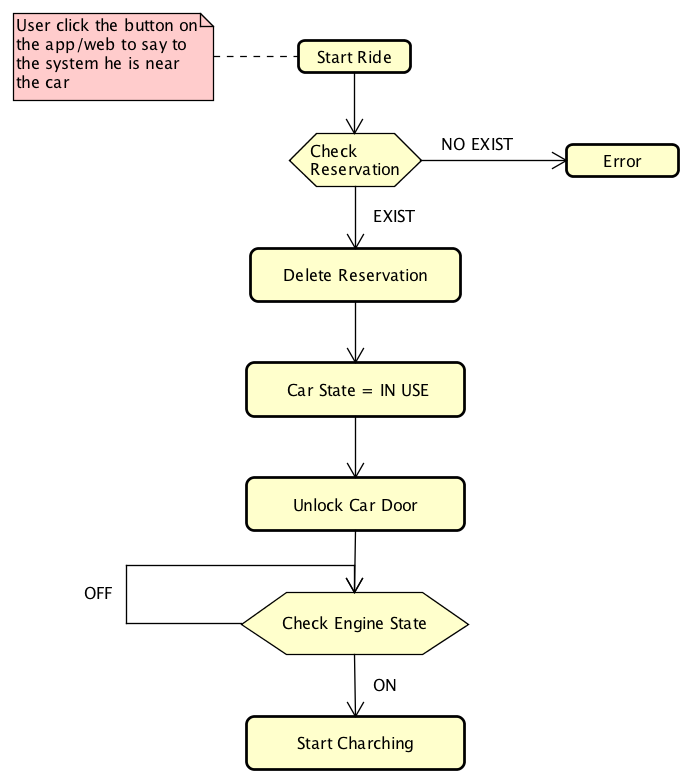 User click the button on
the app/web to say to
the system he is near
the car
Start Ride
Check
Reservation
NO EXIST
Error
EXIST
Delete Reservation
Car State = IN USE
Unlock Car Door
OFF
Check Engine State
ON
Start Charching